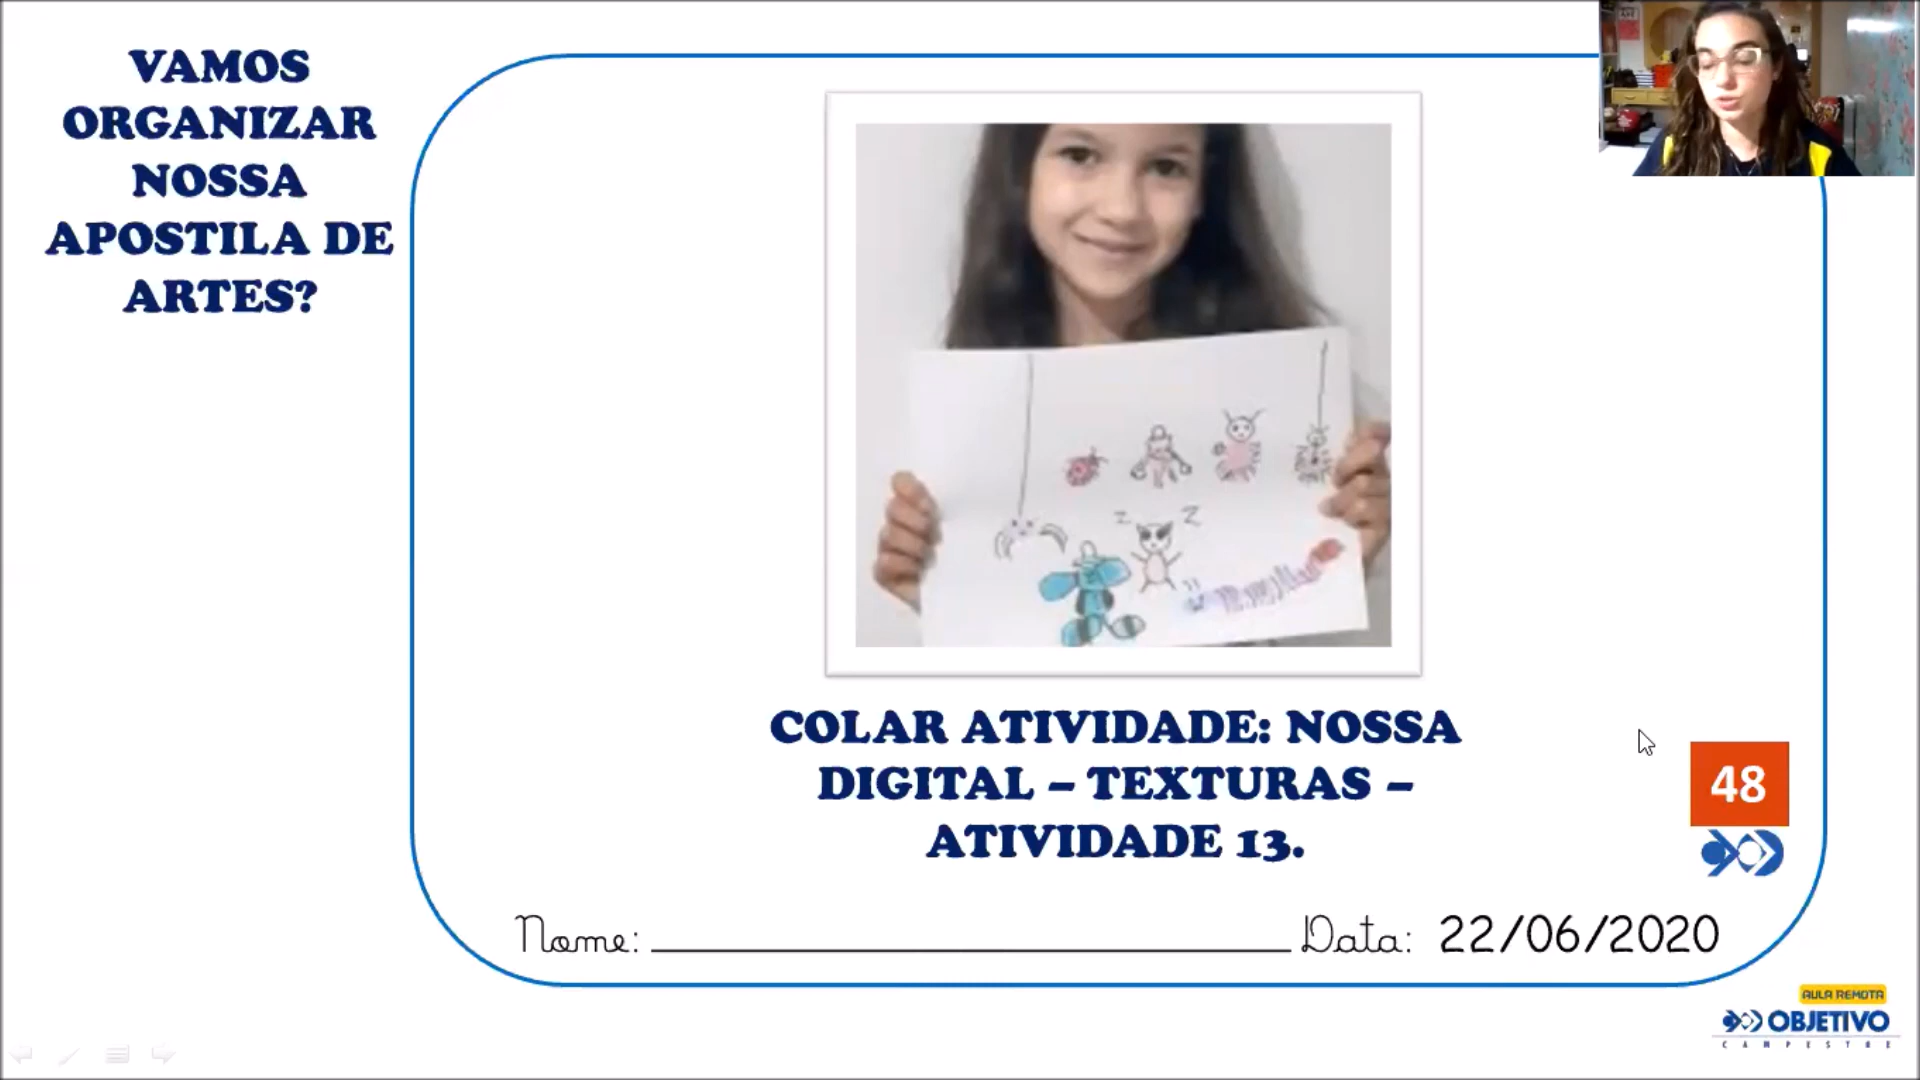 VAMOS
ORGANIZAR
NOSSA
APOSTILA DE
ARTES?
Z Z
COLAR ATIVIDADE: NOSSA
DIGITAL – TEXTURAS –
ATIVIDADE 13.
48
Nome: Data: 22/06/2020
AULA REMOTA
OBJETIVO
CAMPESTRE